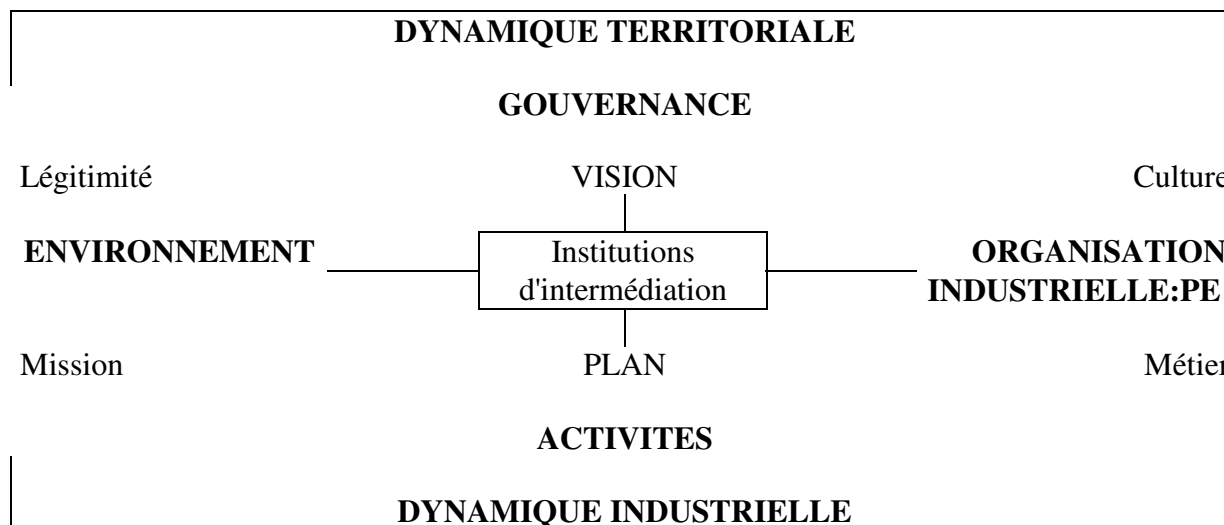 DYNAMIQUE TERRITORIALE
GOUVERNANCE
Légitimité VISION Culture
ENVIRONNEMENT Institutions ORGANISATION
d'intermédiation INDUSTRIELLE:PE
Mission PLAN Métier
ACTIVITES
DYNAMIQUE INDUSTRIELLE